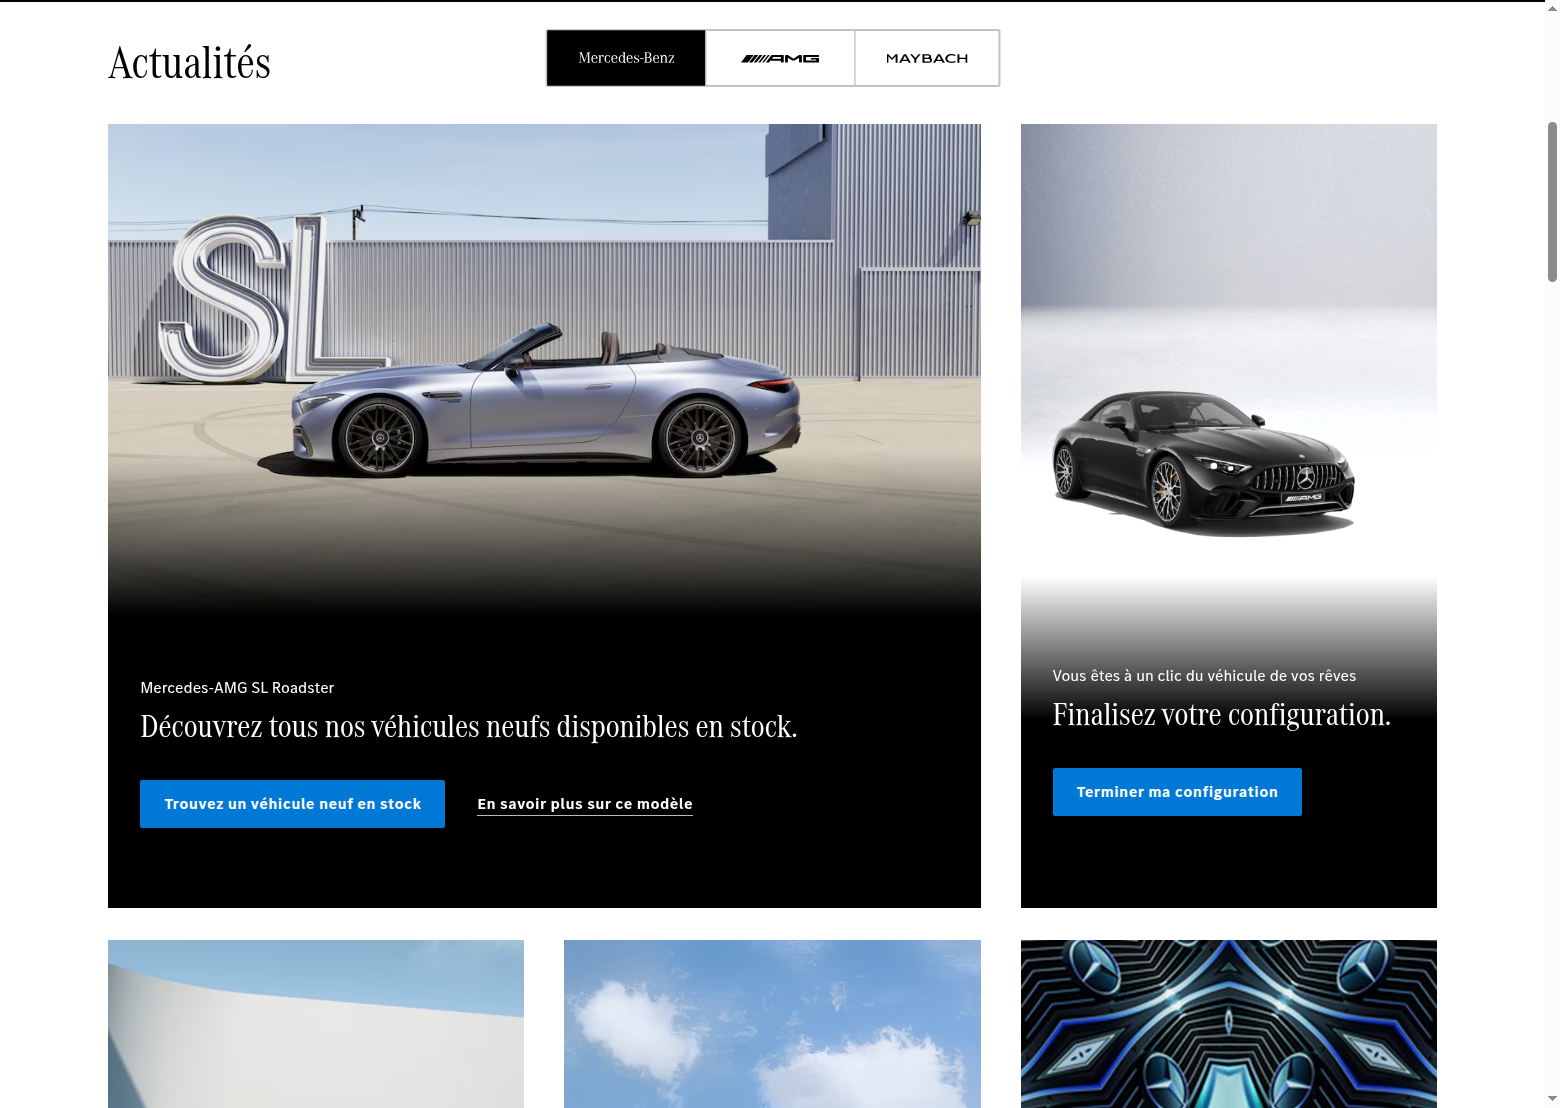 Actualités
Mercedes-Benz
AMG
MAYBACH
SL
AMG
Mercedes-AMG SL Roadster
Découvrez tous nos véhicules neufs disponibles en stock.
Trouvez un véhicule neuf en stock
En savoir plus sur ce modèle
Vous êtes à un clic du véhicule de vos rêves
Finalisez votre configuration.
Terminer ma configuration